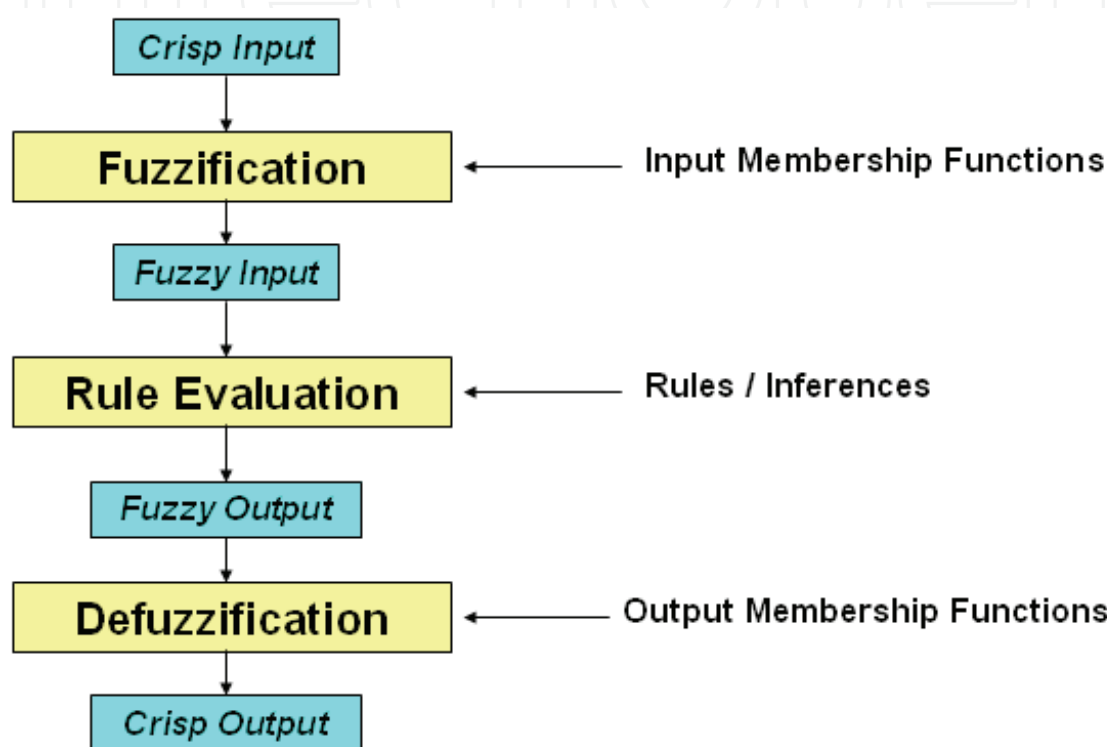 Crisp Input
Fuzzification
Input Membership Functions
Fuzzy Input
Rule Evaluation
Rules / Inferences
Fuzzy Output
Defuzzification
Output Membership Functions
Crisp Output